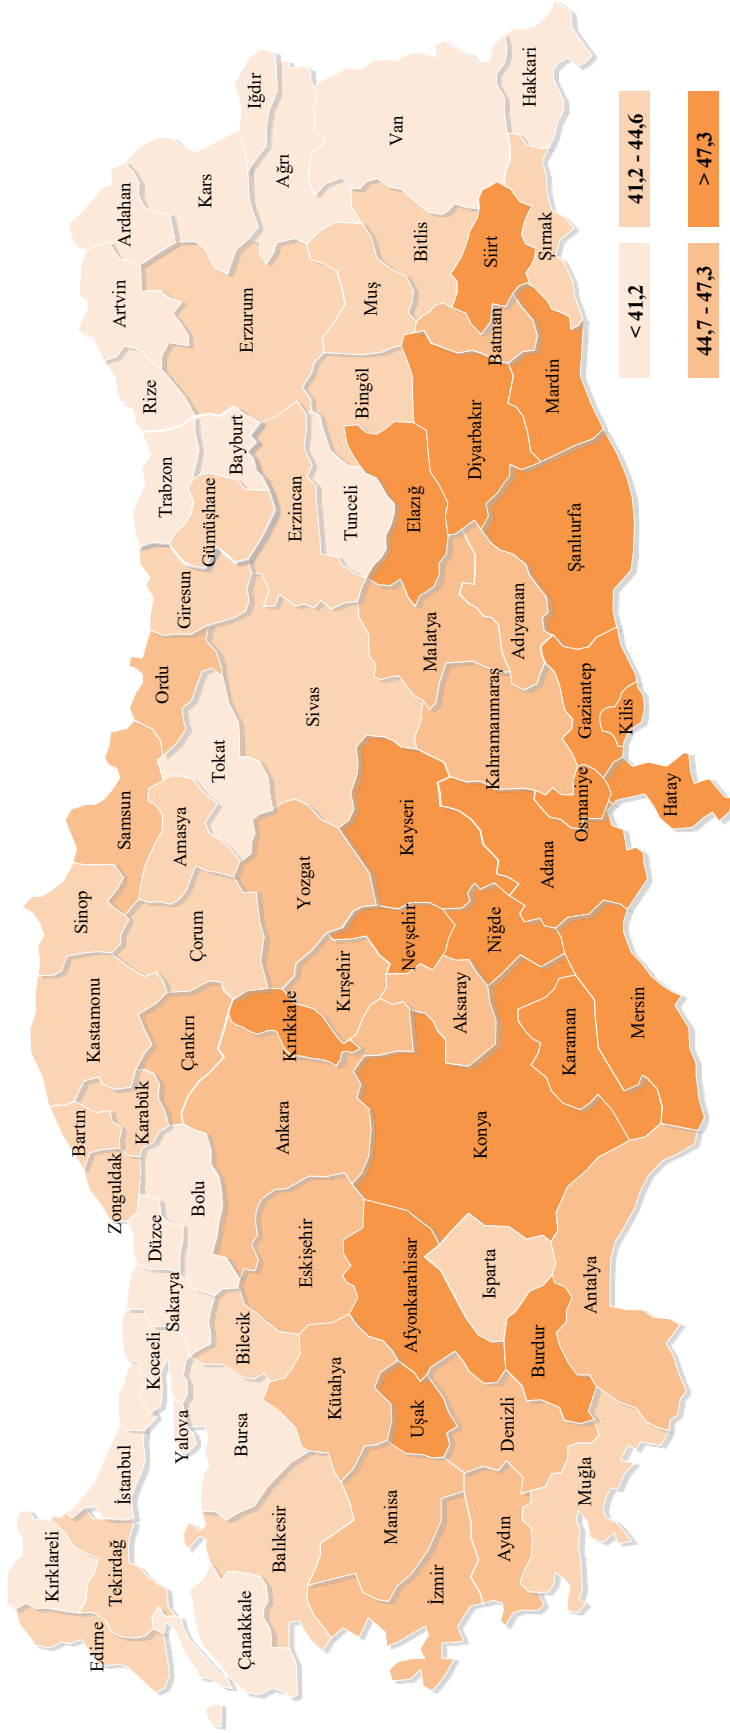 Kırklareli
Edirne
Tekirdağ
İstanbul
Çanakkale
Balıkesir
Bursa
Yalova
Kocaeli
Sakarya
Düzce
Bolu
Bilecik
Zonguldak
Bartın
Karabük
Kastamonu
Sinop
Çankırı
Çorum
Samsun
Amasya
Tokat
Ordu
Giresun
Trabzon
Gümüşhane
Bayburt
Rize
Artvin
Ardahan
Kars
Iğdır
Ağrı
Erzurum
Erzincan
Tunceli
Bingöl
Muş
Bitlis
Van
Hakkari
Şırnak
Siirt
Batman
Mardin
Diyarbakır
Elazığ
Malatya
Adıyaman
Şanlıurfa
Gaziantep
Kilis
Hatay
Osmaniye
Kahramanmaraş
Sivas
Yozgat
Kayseri
Adana
Nevşehir
Niğde
Kırşehir
Aksaray
Kırıkkale
Ankara
Konya
Karaman
Mersin
Eskişehir
Kütahya
Afyonkarahisar
Uşak
Isparta
Burdur
Antalya
Denizli
Muğla
Manisa
İzmir
Aydın
< 41,2
41,2 - 44,6
44,7 - 47,3
> 47,3